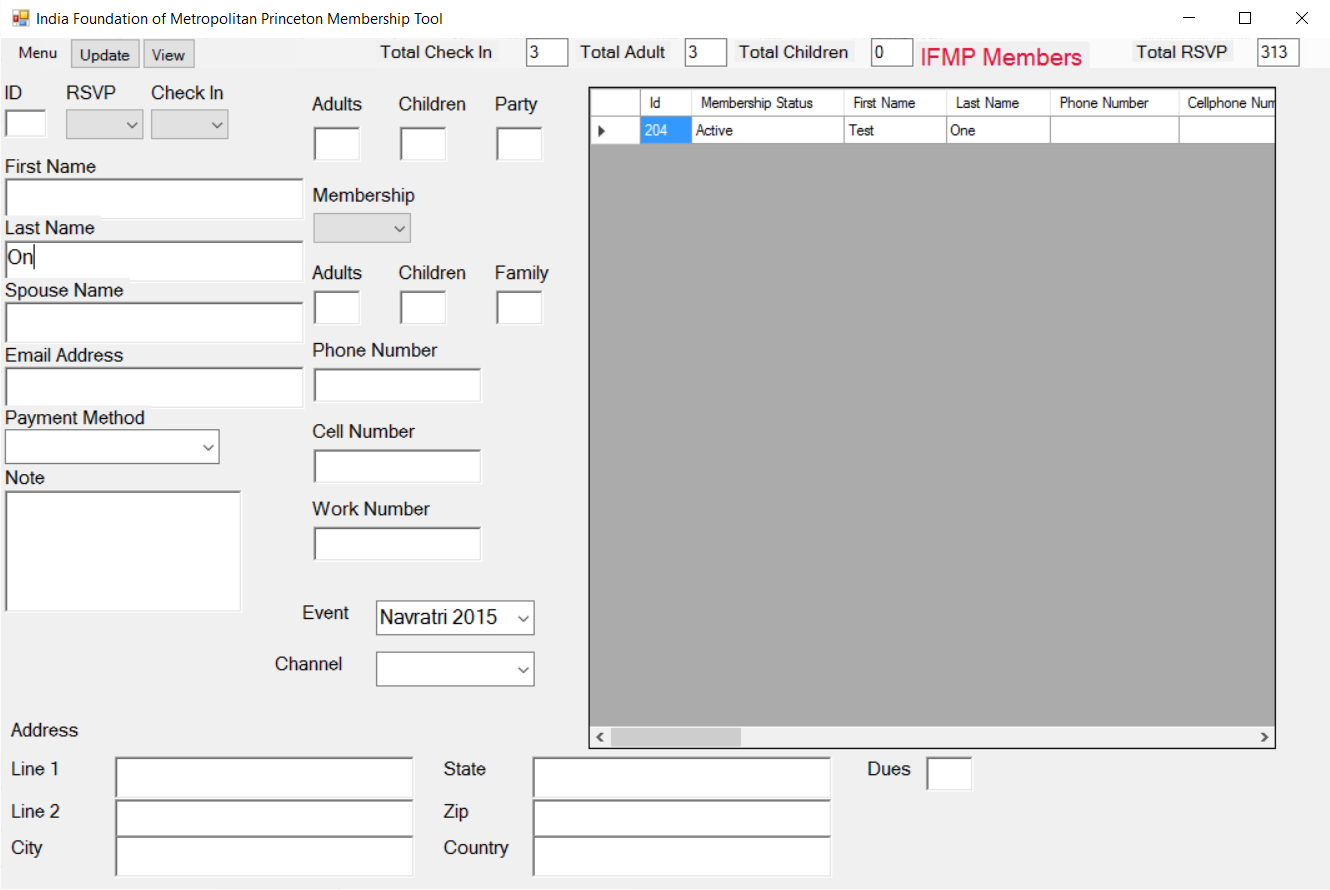 India Foundation of Metropolitan Princeton Membership Tool
Menu Update View Total Check In 3 Total Adult 3 Total Children 0 IFMP Members Total RSVP 313
ID RSVP Check In
Adults Children Party
Id Membership Status First Name Last Name Phone Number Cellphone Num
204 Active Test One
First Name
Membership
Last Name
On
Adults Children Family
Spouse Name
Phone Number
Email Address
Payment Method
Cell Number
Note
Work Number
Event Navratri 2015
Channel
Address
Line 1 State Dues
Line 2 Zip
City Country